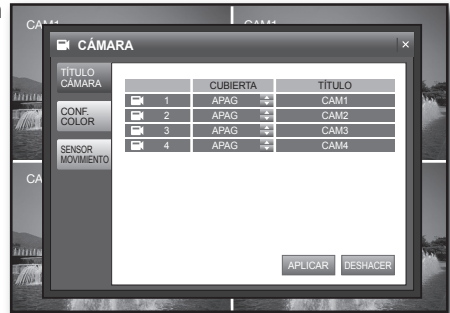 CAM1
CÁMARA
TÍTULO
CÁMARA
CONF.
COLOR
SENSOR
MOVIMIENTO
CUBIERTA TÍTULO
1 APAG CAM1
2 APAG CAM2
3 APAG CAM3
4 APAG CAM4
APLICAR DESHACER